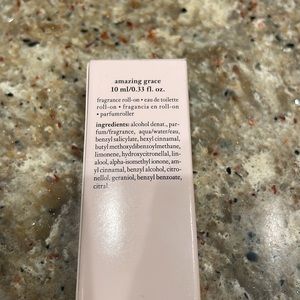 amazing grace
10 ml/0.33 fl. oz.
fragrance roll-on • eau de toilette
roll-on • fragancia en roll-on
• parfumroller
ingredients: alcohol denat., par-
fum/fragrance, aqua/water/eau,
benzyl salicylate, hexyl cinnamal,
butyl methoxydibenzoylmethane,
limonene, hydroxycitronellal, lin-
alool, alpha-isomethyl ionone, am-
yl cinnamal, benzyl alcohol, citro-
nellol, geraniol, benzyl benzoate,
citral.